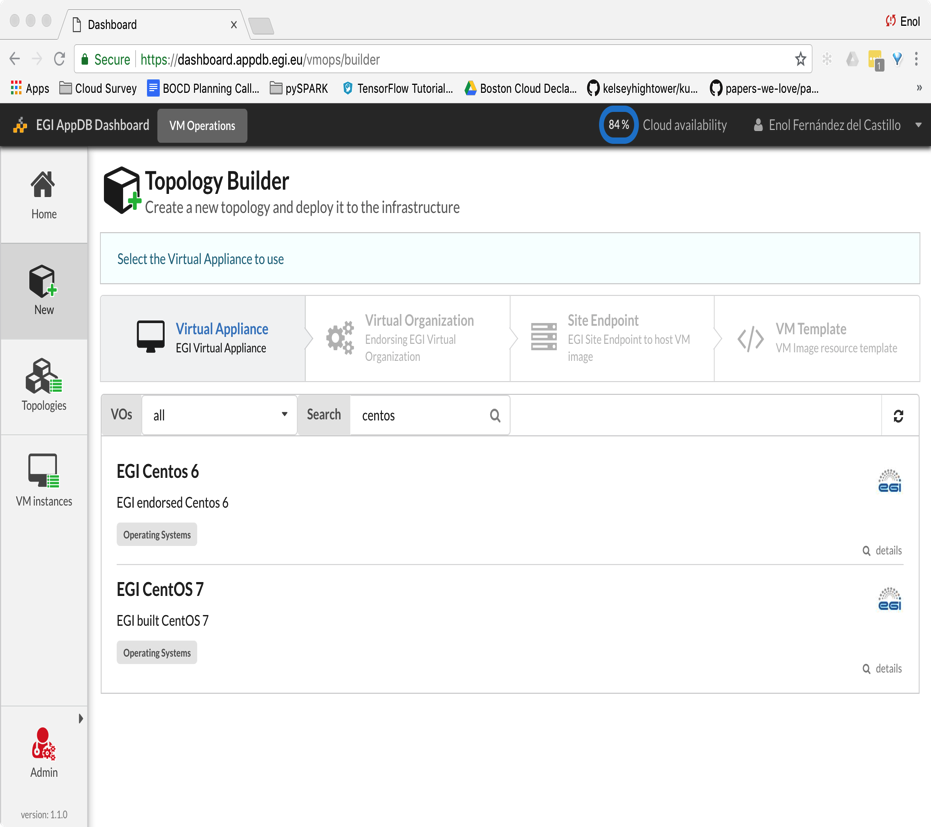 Dashboard
x
Enol
Secure
https://dashboard.appdb.egi.eu/vmops/builder
1
Apps
Cloud Survey
BOCD Planning Call...
pySPARK
TensorFlow Tutorial...
Boston Cloud Decla...
kelseyhightower/ku...
papers-we-love/pa...
»
EGI AppDB Dashboard
VM Operations
84 %
Cloud availability
Enol Fernández del Castillo
Home
New
Topologies
VM instances
Admin
version: 1.1.0
Topology Builder
Create a new topology and deploy it to the infrastructure
Select the Virtual Appliance to use
Virtual Appliance
EGI Virtual Appliance
Virtual Organization
Endorsing EGI Virtual
Organization
Site Endpoint
EGI Site Endpoint to host VM
image
VM Template
VM Image resource template
VOs
all
Search
centos
EGI Centos 6
EGI endorsed Centos 6
Operating Systems
EGI
details
EGI CentOS 7
EGI built CentOS 7
Operating Systems
EGI
details